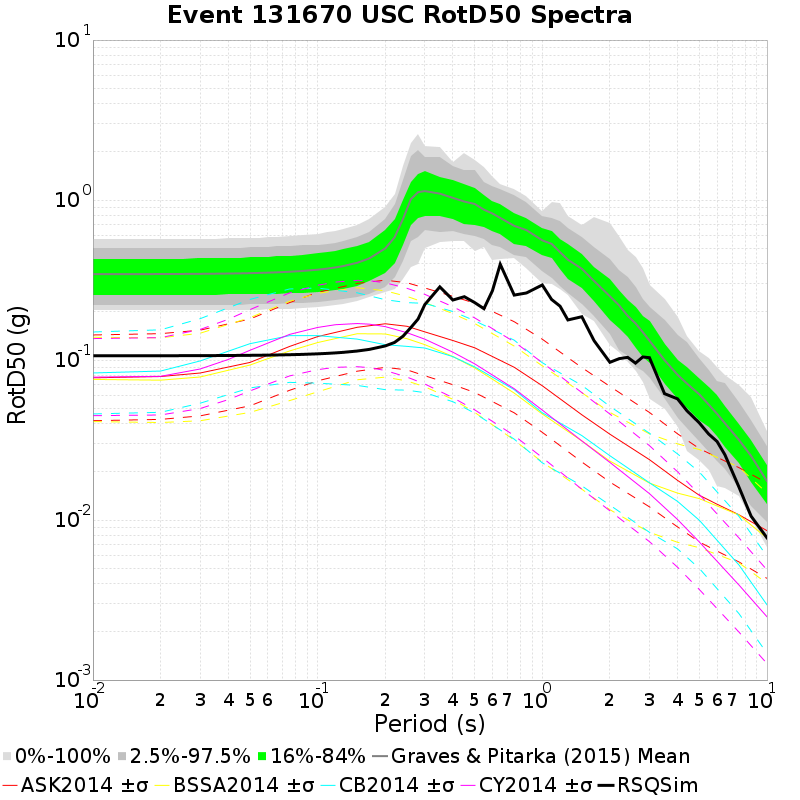 Event 131670 USC RotD50 Spectra
10^1
10^0
10^-1
10^-2
10^-3
RotD50 (g)
10^-2 2 3 4 5 6 10^-1 2 3 4 5 6 7 10^0 2 3 4 5 6 7 10^1
Period (s)
0%-100% 2.5%-97.5% 16%-84% Graves & Pitarka (2015) Mean
ASK2014 ±σ BSSA2014 ±σ CB2014 ±σ CY2014 ±σ RSQSim